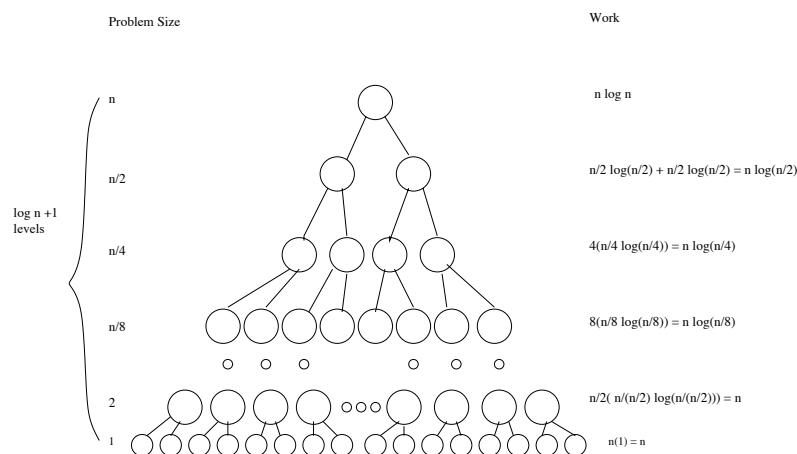 Problem Size
Work
n
n log n
n/2
n/2 log(n/2) + n/2 log(n/2) = n log(n/2)
log n +1
levels
n/4
4(n/4 log(n/4)) = n log(n/4)
n/8
8(n/8 log(n/8)) = n log(n/8)
2
n/2( n/(n/2) log(n/(n/2))) = n
1
n(1) = n